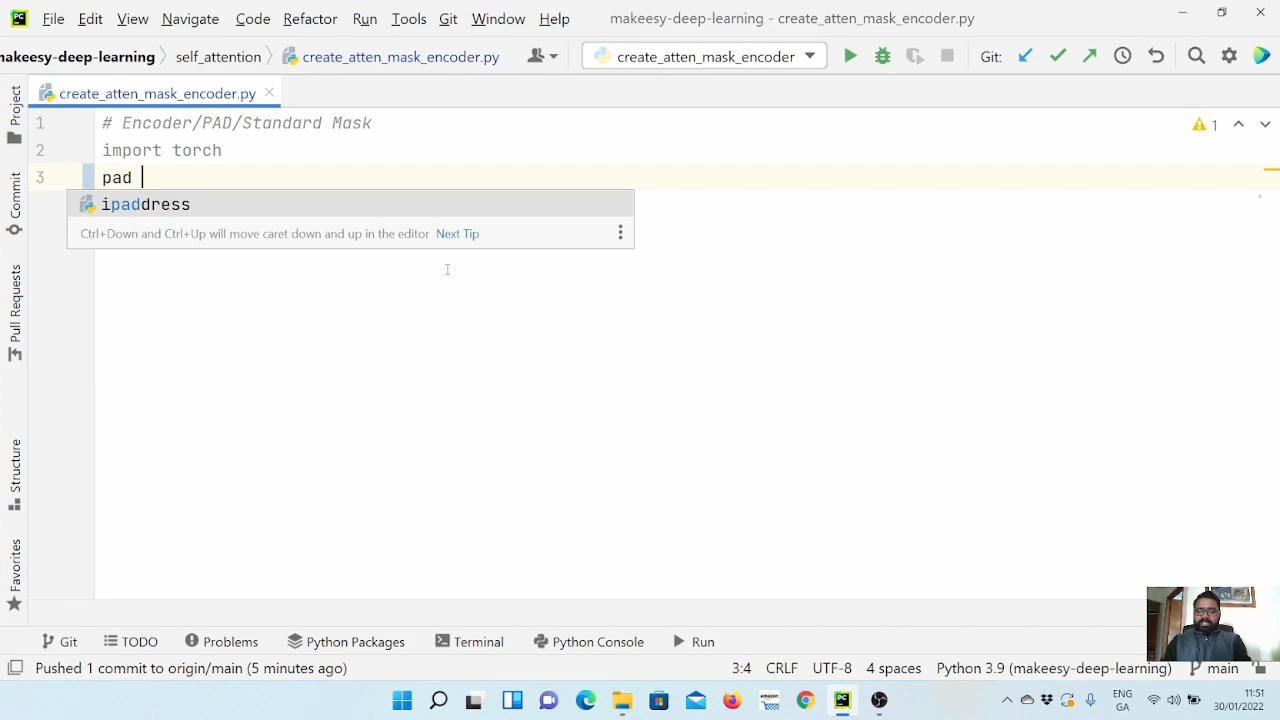 File Edit View Navigate Code Refactor Run Tools Git Window Help makeesy-deep-learning - create_atten_mask_encoder.py
makeesy-deep-learning self_attention create_atten_mask_encoder.py create_atten_mask_encoder Git:
create_atten_mask_encoder.py
Project
Commit
Pull Requests
Structure
Favorites
1 # Encoder/PAD/Standard Mask
1
2 import torch
3 pad
ipaddress
Ctrl+Down and Ctrl+Up will move caret down and up in the editor Next Tip
Git TODO Problems Python Packages Terminal Python Console Run
Pushed 1 commit to origin/main (5 minutes ago) 3:4 CRLF UTF-8 4 spaces Python 3.9 (makeesy-deep-learning) main
ENG 11:51
GA 30/01/2022